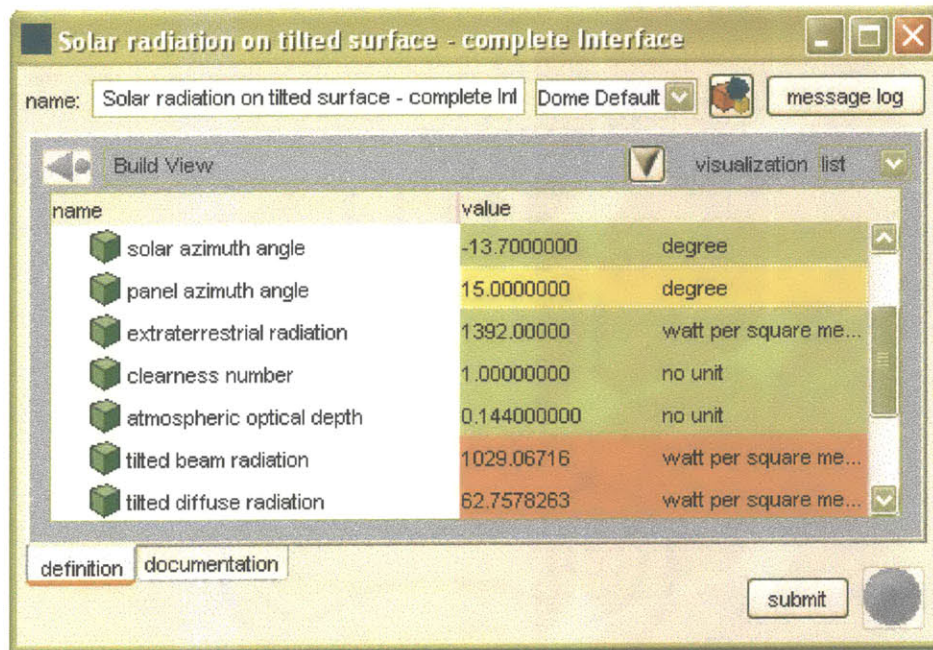 Solar radiation on tilted surface - complete Interface
name: Solar radiation on tilted surface - complete Int Dome Default message log
Build View visualization list
name value
solar azimuth angle -13.7000000 degree
panel azimuth angle 15.0000000 degree
extraterrestrial radiation 1392.00000 watt per square me...
clearness number 1.00000000 no unit
atmospheric optical depth 0.144000000 no unit
tilted beam radiation 1029.06716 watt per square me...
tilted diffuse radiation 62.7578263 watt per square me...
definition documentation
submit